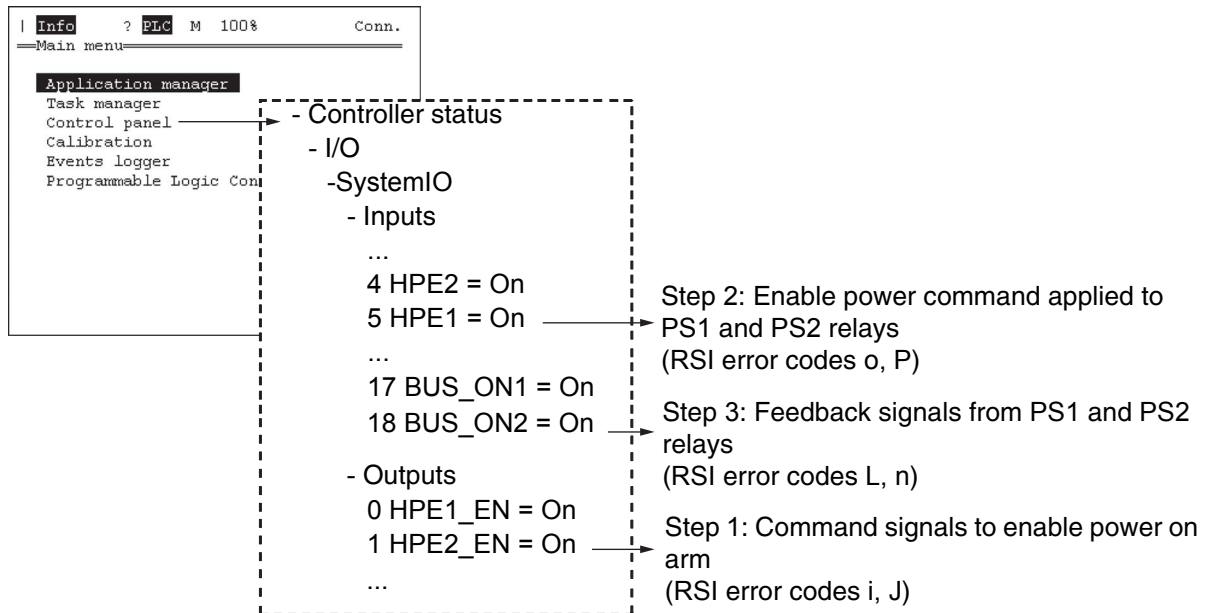 | Info ? PLC M 100% Conn.
Main menu
Application manager
Task manager
Control panel
Calibration
Events logger
Programmable Logic Con
- Controller status
- I/O
-SystemIO
- Inputs
...
4 HPE2 = On
5 HPE1 = On
...
17 BUS_ON1 = On
18 BUS_ON2 = On
- Outputs
0 HPE1_EN = On
1 HPE2_EN = On
...
Step 2: Enable power command applied to
PS1 and PS2 relays
(RSI error codes o, P)
Step 3: Feedback signals from PS1 and PS2
relays
(RSI error codes L, n)
Step 1: Command signals to enable power on
arm
(RSI error codes i, J)